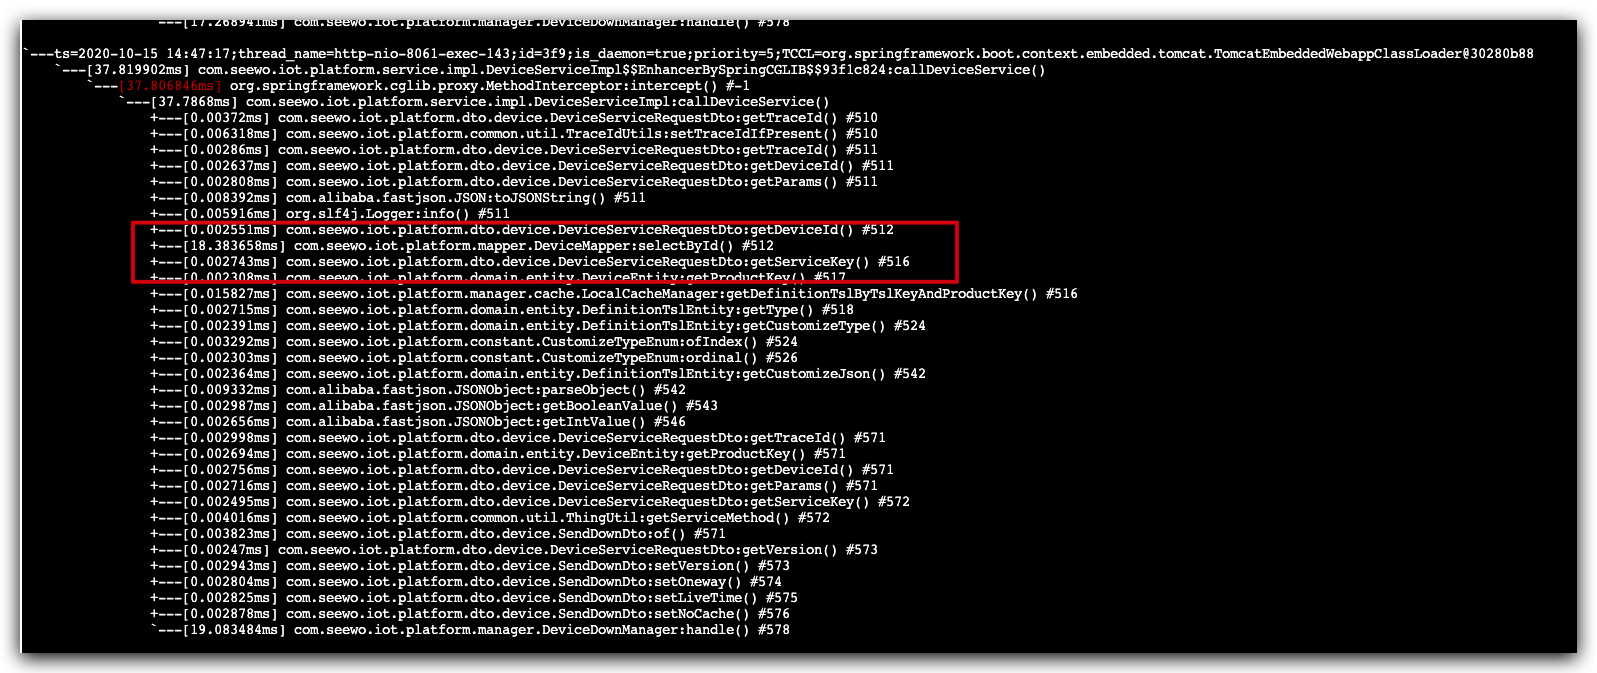 `---[17.268941ms] com.seewo.iot.platform.manager.DeviceDownManager:handle() #578
`---ts=2020-10-15 14:47:17;thread_name=http-nio-8061-exec-143;id=3f9;is_daemon=true;priority=5;TCCL=org.springframework.boot.context.embedded.tomcat.TomcatEmbeddedWebappClassLoader@30280b88
`---[37.819902ms] com.seewo.iot.platform.service.impl.DeviceServiceImpl$$EnhancerBySpringCGLIB$$93f1c824:callDeviceService()
`---[37.806846ms] org.springframework.cglib.proxy.MethodInterceptor:intercept() #-1
`---[37.7868ms] com.seewo.iot.platform.service.impl.DeviceServiceImpl:callDeviceService()
+---[0.00372ms] com.seewo.iot.platform.dto.device.DeviceServiceRequestDto:getTraceId() #510
+---[0.006318ms] com.seewo.iot.platform.common.util.TraceIdUtils:setTraceIdIfPresent() #510
+---[0.00286ms] com.seewo.iot.platform.dto.device.DeviceServiceRequestDto:getTraceId() #511
+---[0.002637ms] com.seewo.iot.platform.dto.device.DeviceServiceRequestDto:getDeviceId() #511
+---[0.002808ms] com.seewo.iot.platform.dto.device.DeviceServiceRequestDto:getParams() #511
+---[0.008392ms] com.alibaba.fastjson.JSON:toJSONString() #511
+---[0.005916ms] org.slf4j.Logger:info() #511
+---[0.002551ms] com.seewo.iot.platform.dto.device.DeviceServiceRequestDto:getDeviceId() #512
+---[18.383658ms] com.seewo.iot.platform.mapper.DeviceMapper:selectById() #512
+---[0.002743ms] com.seewo.iot.platform.dto.device.DeviceServiceRequestDto:getServiceKey() #516
+---[0.002308ms] com.seewo.iot.platform.domain.entity.DeviceEntity:getProductKey() #517
+---[0.015827ms] com.seewo.iot.platform.manager.cache.LocalCacheManager:getDefinitionTslByTslKeyAndProductKey() #516
+---[0.002715ms] com.seewo.iot.platform.domain.entity.DefinitionTslEntity:getType() #518
+---[0.002391ms] com.seewo.iot.platform.domain.entity.DefinitionTslEntity:getCustomizeType() #524
+---[0.003292ms] com.seewo.iot.platform.constant.CustomizeTypeEnum:ofIndex() #524
+---[0.002303ms] com.seewo.iot.platform.constant.CustomizeTypeEnum:ordinal() #526
+---[0.002364ms] com.seewo.iot.platform.domain.entity.DefinitionTslEntity:getCustomizeJson() #542
+---[0.009332ms] com.alibaba.fastjson.JSONObject:parseObject() #542
+---[0.002987ms] com.alibaba.fastjson.JSONObject:getBooleanValue() #543
+---[0.002656ms] com.alibaba.fastjson.JSONObject:getIntValue() #546
+---[0.002998ms] com.seewo.iot.platform.dto.device.DeviceServiceRequestDto:getTraceId() #571
+---[0.002694ms] com.seewo.iot.platform.domain.entity.DeviceEntity:getProductKey() #571
+---[0.002756ms] com.seewo.iot.platform.dto.device.DeviceServiceRequestDto:getDeviceId() #571
+---[0.002716ms] com.seewo.iot.platform.dto.device.DeviceServiceRequestDto:getParams() #571
+---[0.002495ms] com.seewo.iot.platform.dto.device.DeviceServiceRequestDto:getServiceKey() #572
+---[0.004016ms] com.seewo.iot.platform.common.util.ThingUtil:getServiceMethod() #572
+---[0.003823ms] com.seewo.iot.platform.dto.device.SendDownDto:of() #571
+---[0.00247ms] com.seewo.iot.platform.dto.device.DeviceServiceRequestDto:getVersion() #573
+---[0.002943ms] com.seewo.iot.platform.dto.device.SendDownDto:setVersion() #573
+---[0.002804ms] com.seewo.iot.platform.dto.device.SendDownDto:setOneway() #574
+---[0.002825ms] com.seewo.iot.platform.dto.device.SendDownDto:setLiveTime() #575
+---[0.002878ms] com.seewo.iot.platform.dto.device.SendDownDto:setNoCache() #576
`---[19.083484ms] com.seewo.iot.platform.manager.DeviceDownManager:handle() #578